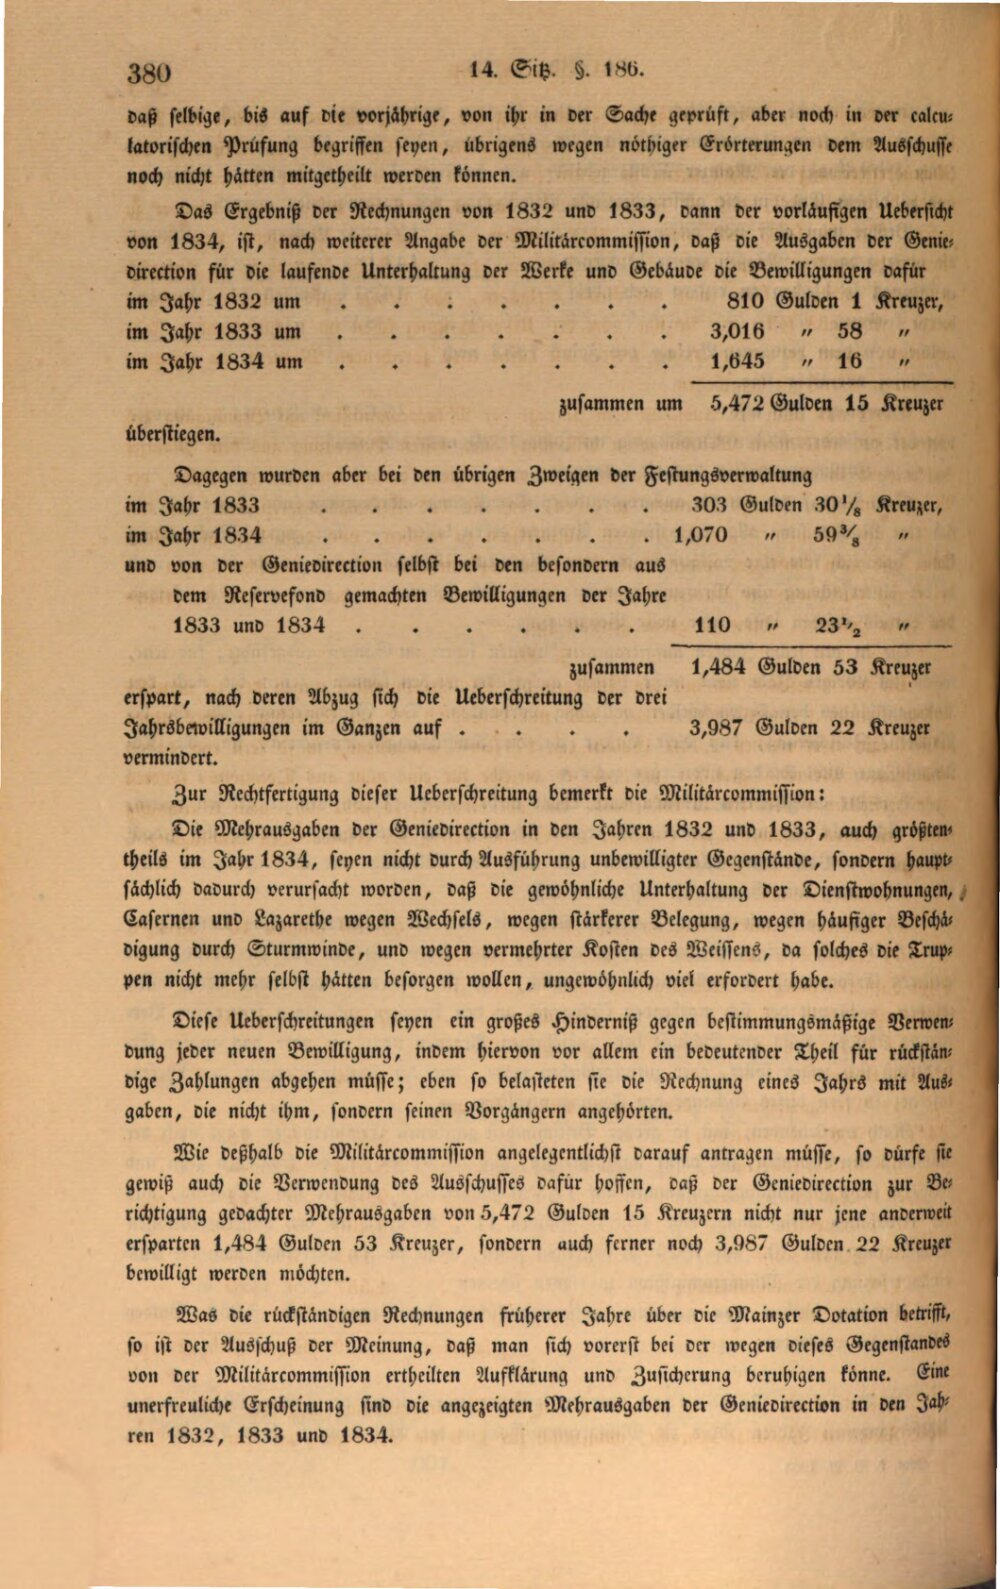 380 14. Sitz. §. 186.
daß selbige, bis auf die vorjährige, von ihr in der Sache geprüft, aber noch in der calcu-
latorischen Prüfung begriffen seyen, übrigens wegen nöthiger Erörterungen dem Ausschusse
noch nicht hätten mitgetheilt werden können.
Das Ergebniß der Rechnungen von 1832 und 1833, dann der vorläufigen Uebersicht
von 1834, ist, nach weiterer Angabe der Militärcommission, daß die Ausgaben der Genie-
direction für die laufende Unterhaltung der Werke und Gebäude die Bewilligungen dafür
im Jahr 1832 um . . . . . . . 810 Gulden 1 Kreuzer,
im Jahr 1833 um . . . . . . . 3,016 " 58 "
im Jahr 1834 um . . . . . . . 1,645 " 16 "
zusammen um 5,472 Gulden 15 Kreuzer
überstiegen.
Dagegen wurden aber bei den übrigen Zweigen der Festungsverwaltung
im Jahr 1833 . . . . . . . 303 Gulden 30 1/8 Kreuzer,
im Jahr 1834 . . . . . . . 1,070 " 59 3/8 "
und von der Geniedirection selbst bei den besondern aus
dem Reservefond gemachten Bewilligungen der Jahre
1833 und 1834 . . . . . . 110 " 23 1/2 "
zusammen 1,484 Gulden 53 Kreuzer
erspart, nach deren Abzug sich die Ueberschreitung der drei
Jahrsbewilligungen im Ganzen auf . . . . 3,987 Gulden 22 Kreuzer
vermindert.
Zur Rechtfertigung dieser Ueberschreitung bemerkt die Militärcommission:
Die Mehrausgaben der Geniedirection in den Jahren 1832 und 1833, auch größten-
theils im Jahr 1834, seyen nicht durch Ausführung unbewilligter Gegenstände, sondern haupt-
sächlich dadurch verursacht worden, daß die gewöhnliche Unterhaltung der Dienstwohnungen,
Casernen und Lazarethe wegen Wechsels, wegen stärkerer Belegung, wegen häufiger Beschä-
digung durch Sturmwinde, und wegen vermehrter Kosten des Weissens, da solches die Trup-
pen nicht mehr selbst hätten besorgen wollen, ungewöhnlich viel erfordert habe.
Diese Ueberschreitungen seyen ein großes Hinderniß gegen bestimmungsmäßige Verwen-
dung jeder neuen Bewilligung, indem hiervon vor allem ein bedeutender Theil für rückstän-
dige Zahlungen abgehen müsse; eben so belasteten sie die Rechnung eines Jahrs mit Aus-
gaben, die nicht ihm, sondern seinen Vorgängern angehörten.
Wie deßhalb die Militärcommission angelegentlichst darauf antragen müsse, so dürfe sie
gewiß auch die Verwendung des Ausschusses dafür hoffen, daß der Geniedirection zur Be-
richtigung gedachter Mehrausgaben von 5,472 Gulden 15 Kreuzern nicht nur jene anderweit
ersparten 1,484 Gulden 53 Kreuzer, sondern auch ferner noch 3,987 Gulden 22 Kreuzer
bewilligt werden möchten.
Was die rückständigen Rechnungen früherer Jahre über die Mainzer Dotation betrifft,
so ist der Ausschuß der Meinung, daß man sich vorerst bei der wegen dieses Gegenstandes
von der Militärcommission ertheilten Aufklärung und Zusicherung beruhigen könne. Eine
unerfreuliche Erscheinung sind die angezeigten Mehrausgaben der Geniedirection in den Jah-
ren 1832, 1833 und 1834.